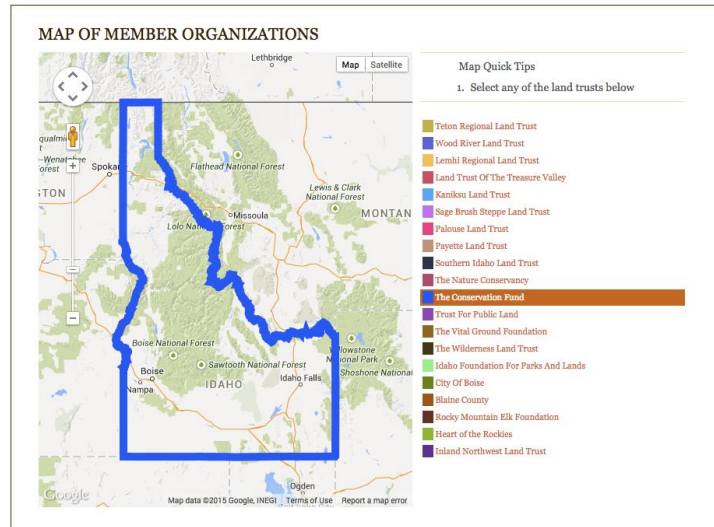 MAP OF MEMBER ORGANIZATIONS
Lethbridge
Map Satellite
Spokan
Flathead National Forest
Lewis & Clark
National Forest
MONTAN
Missoula
Lolo National Forest
TON
Boise National Forest
Sawtooth National Forest
Boise
Nampa
IDAHO
Idaho Falls
Yellowstone
National Park
Shoshone National
Ogden
Google
Map data ©2015 Google, INEGI Terms of Use Report a map error
Map Quick Tips
1. Select any of the land trusts below
Teton Regional Land Trust
Wood River Land Trust
Lemhi Regional Land Trust
Land Trust Of The Treasure Valley
Kaniksu Land Trust
Sage Brush Steppe Land Trust
Palouse Land Trust
Payette Land Trust
Southern Idaho Land Trust
The Nature Conservancy
The Conservation Fund
Trust For Public Land
The Vital Ground Foundation
The Wilderness Land Trust
Idaho Foundation For Parks And Lands
City Of Boise
Blaine County
Rocky Mountain Elk Foundation
Heart of the Rockies
Inland Northwest Land Trust